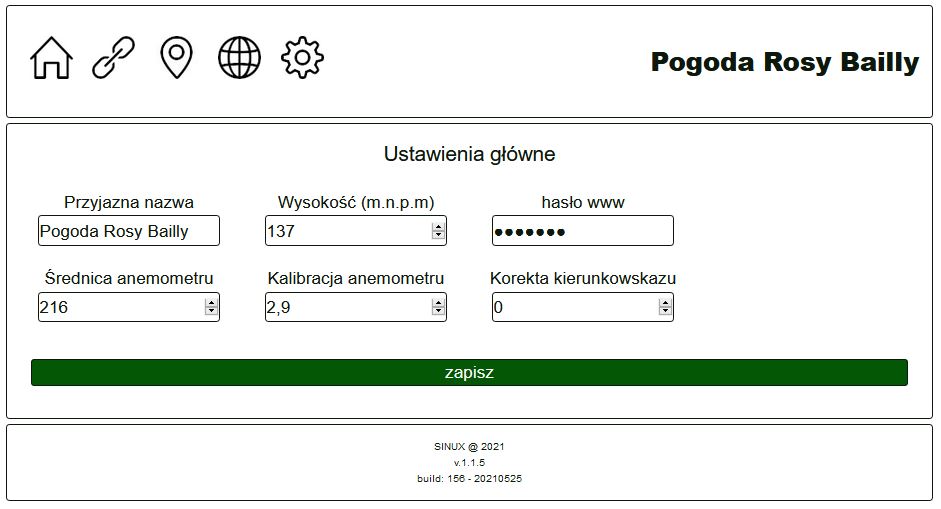 Pogoda Rosy Bailly
Ustawienia główne
Przyjazna nazwa
Wysokość (m.n.p.m)
hasło www
Pogoda Rosy Bailly
137
●●●●●●●
Średnica anemometru
Kalibracja anemometru
Korekta kierunkowskazu
216
2,9
0
zapisz
SINUX @ 2021
v.1.1.5
build: 156 - 20210525